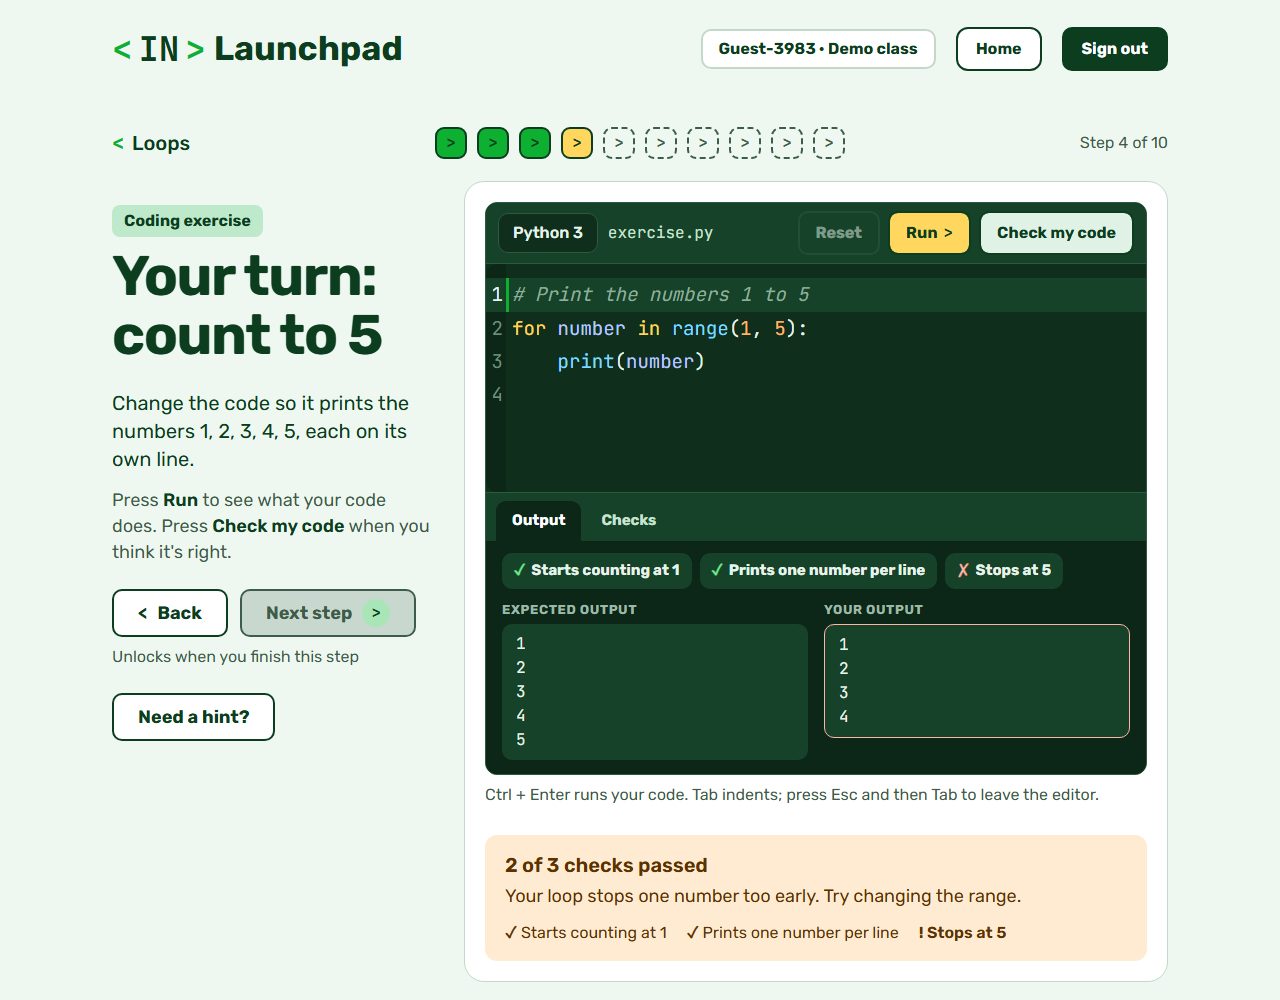 < IN > Launchpad
Guest-3983 • Demo class
Home
Sign out
< Loops
> > > > > > > > > >
Step 4 of 10
Coding exercise
Your turn:
count to 5
Change the code so it prints the
numbers 1, 2, 3, 4, 5, each on its
own line.
Press Run to see what your code
does. Press Check my code when you
think it's right.
< Back
Next step >
Unlocks when you finish this step
Need a hint?
Python 3
exercise.py
Reset
Run >
Check my code
1 # Print the numbers 1 to 5
2 for number in range(1, 5):
3     print(number)
4
Output
Checks
✓ Starts counting at 1
✓ Prints one number per line
✗ Stops at 5
EXPECTED OUTPUT
1
2
3
4
5
YOUR OUTPUT
1
2
3
4
Ctrl + Enter runs your code. Tab indents; press Esc and then Tab to leave the editor.
2 of 3 checks passed
Your loop stops one number too early. Try changing the range.
✓ Starts counting at 1 ✓ Prints one number per line ! Stops at 5